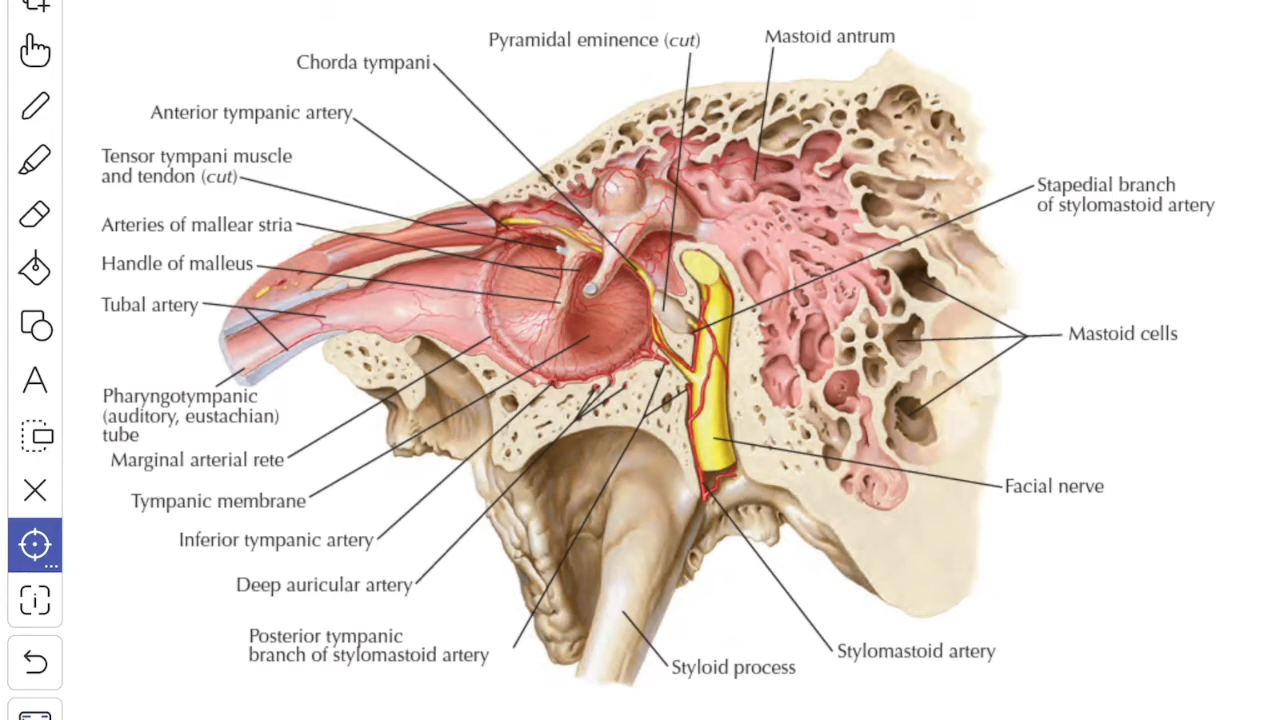 Pyramidal eminence (cut)
Mastoid antrum
Chorda tympani
Anterior tympanic artery
Tensor tympani muscle
and tendon (cut)
Stapedial branch
of stylomastoid artery
Arteries of mallear stria
Handle of malleus
Tubal artery
Mastoid cells
Pharyngotympanic
(auditory, eustachian)
tube
Marginal arterial rete
Facial nerve
Tympanic membrane
Inferior tympanic artery
Deep auricular artery
Posterior tympanic
branch of stylomastoid artery
Stylomastoid artery
Styloid process
A